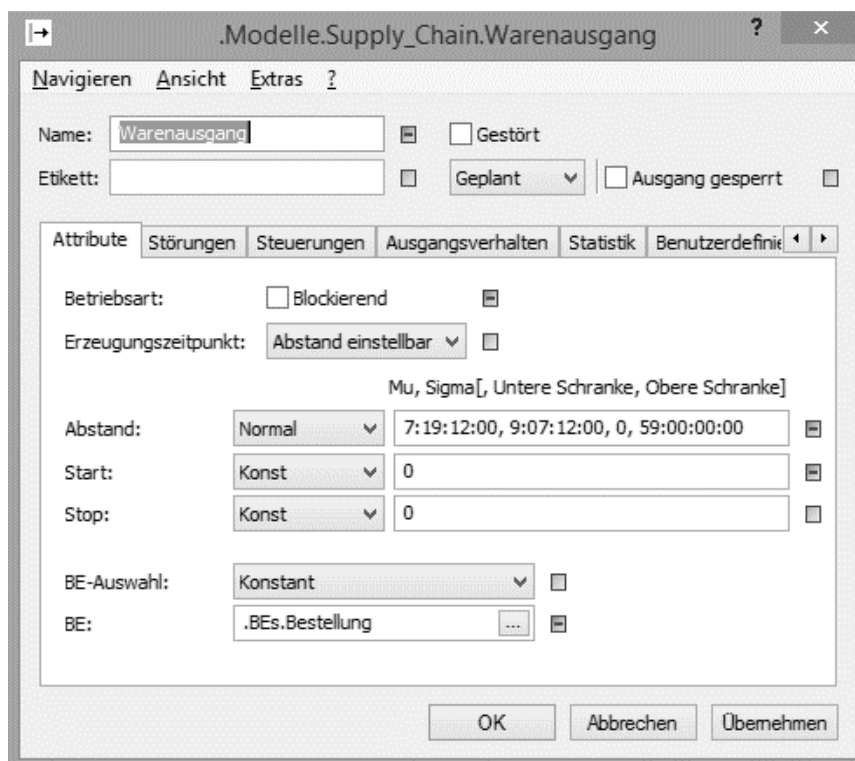 .Modelle.Supply_Chain.Warenausgang ? ×
Navigieren Ansicht Extras ?
Name: Warenausgang Gestört
Etikett: Geplant Ausgang gesperrt
Attribute Störungen Steuerungen Ausgangsverhalten Statistik Benutzerdefinie
Betriebsart: Blockierend
Erzeugungszeitpunkt: Abstand einstellbar
Mu, Sigma[, Untere Schranke, Obere Schranke]
Abstand: Normal 7:19:12:00, 9:07:12:00, 0, 59:00:00:00
Start: Konst 0
Stop: Konst 0
BE-Auswahl: Konstant
BE: .BEs.Bestellung ...
OK Abbrechen Übernehmen